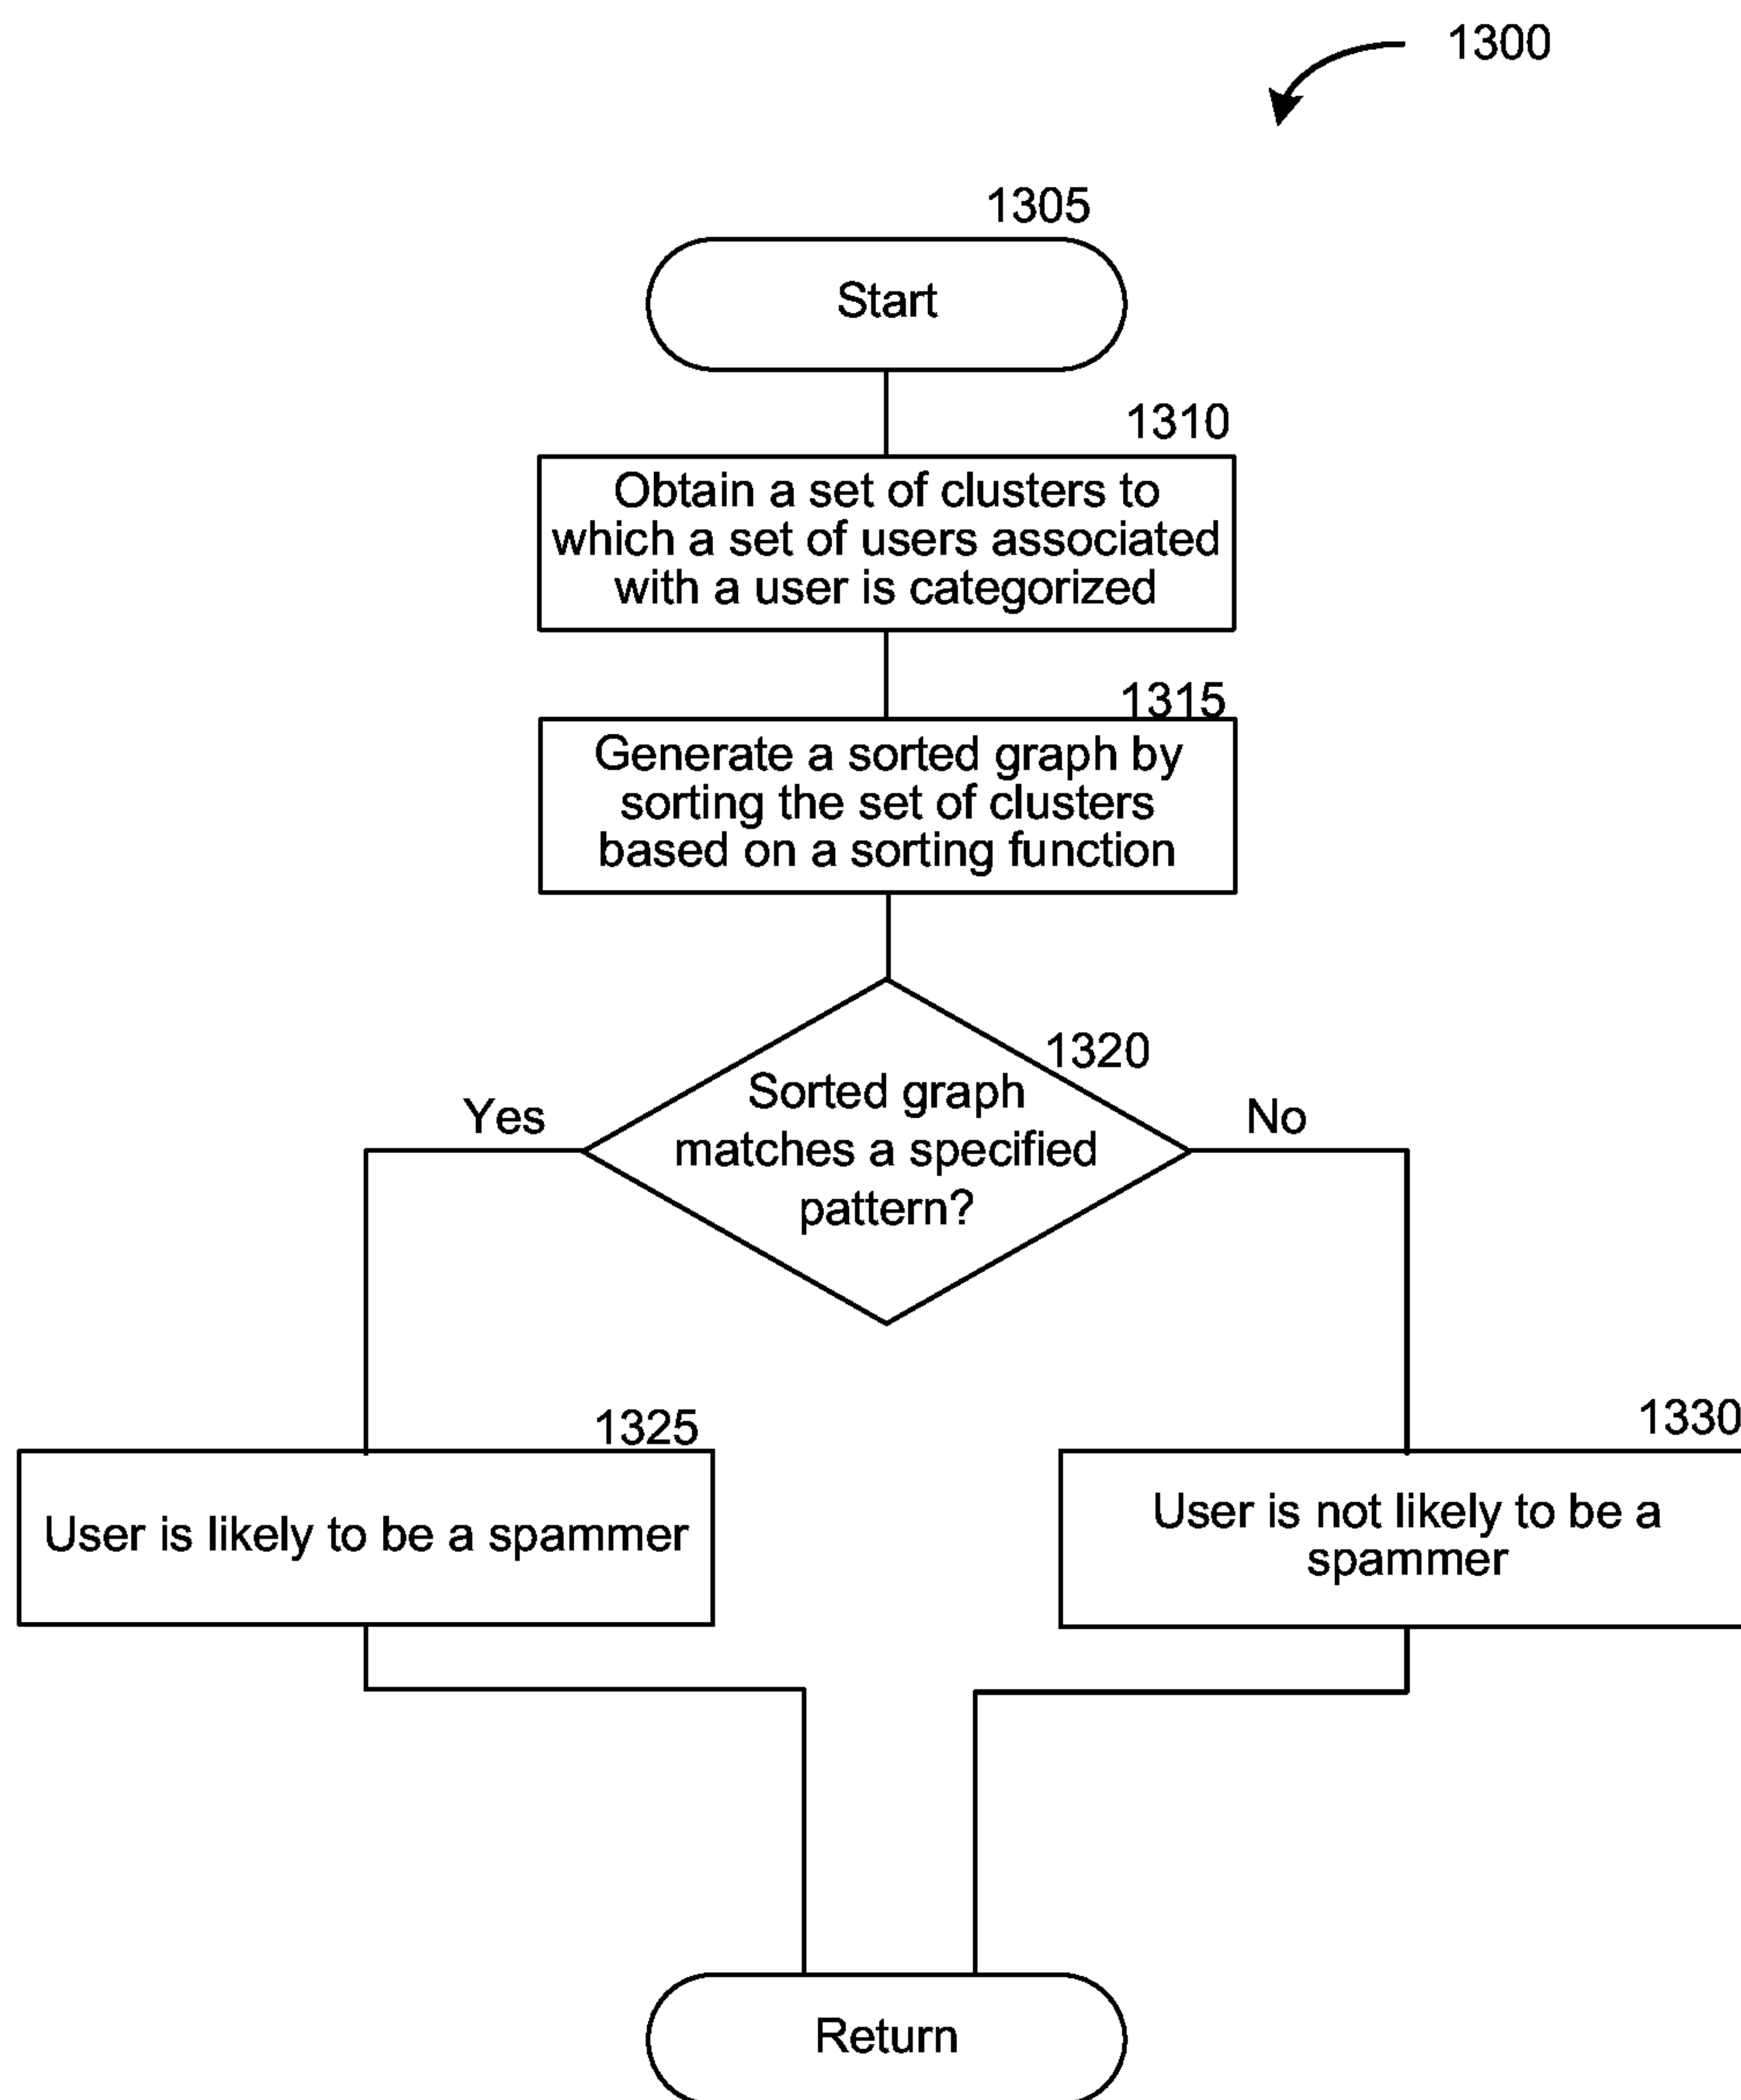 1300
1305
Start
1310
Obtain a set of clusters to
which a set of users associated
with a user is categorized
1315
Generate a sorted graph by
sorting the set of clusters
based on a sorting function
1320
Sorted graph
matches a specified
pattern?
Yes
No
1325
User is likely to be a spammer
1330
User is not likely to be a
spammer
Return